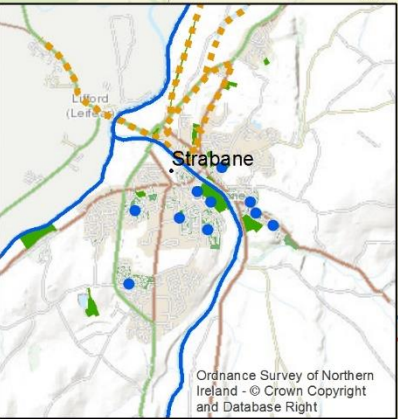 Lifford
(Leifear)
Strabane
Ordnance Survey of Northern
Ireland - © Crown Copyright
and Database Right